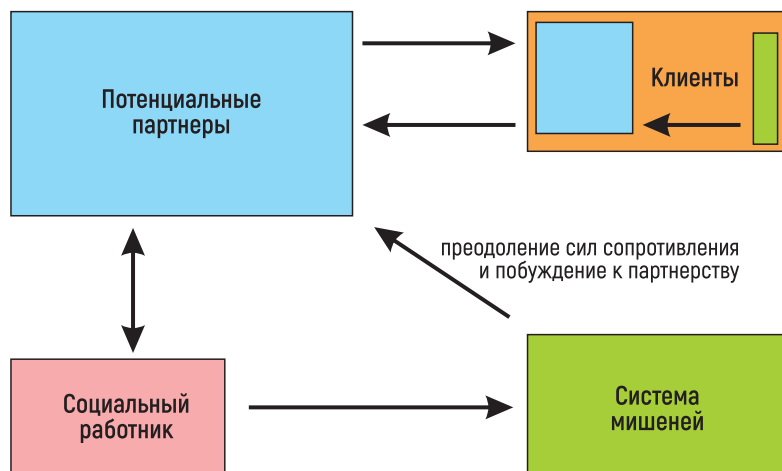 Потенциальные
партнеры
Клиенты
преодоление сил сопротивления
и побуждение к партнерству
Социальный
работник
Система
мишеней